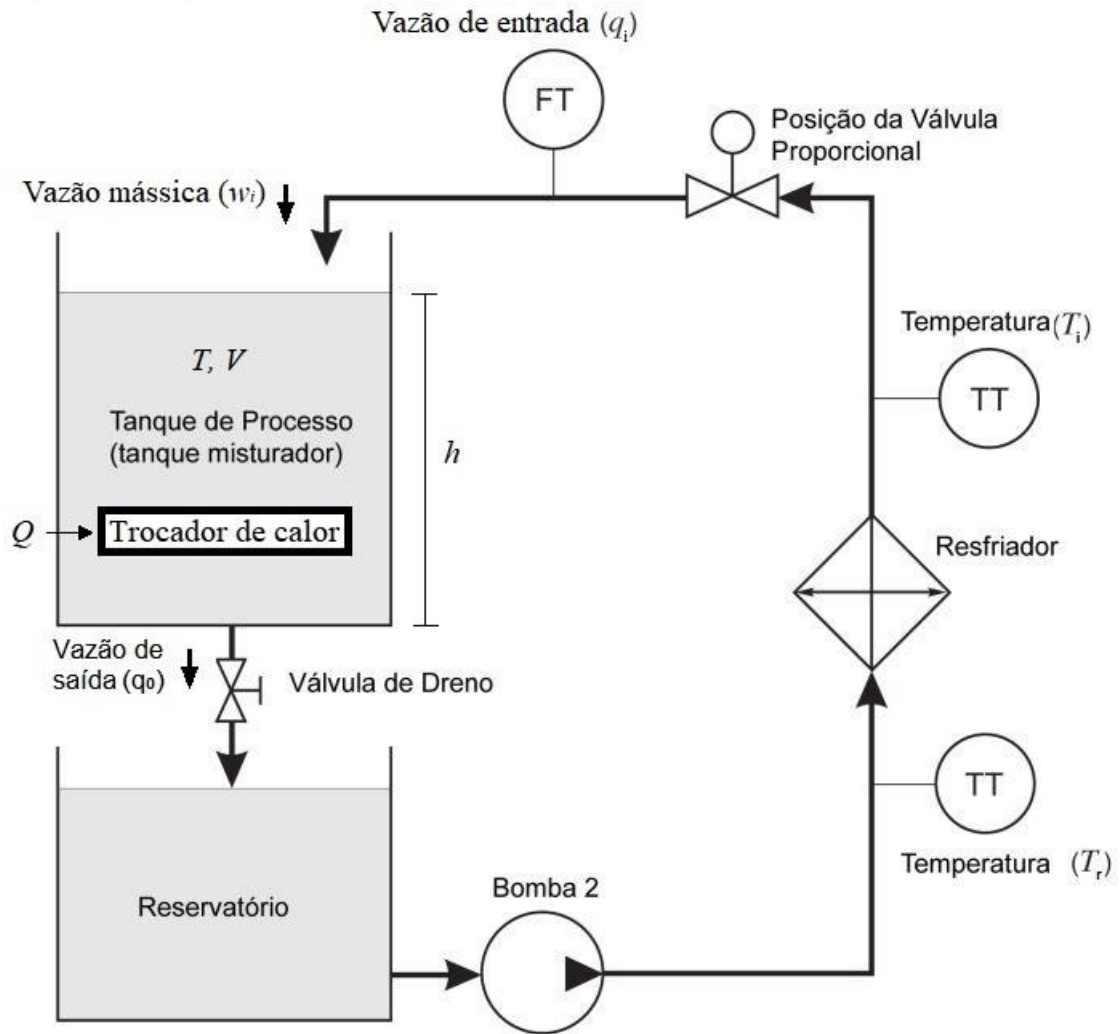 Vazão de entrada (qi)
FT
Posição da Válvula
Proporcional
Vazão mássica (wi)
Temperatura (Ti)
TT
T, V
Tanque de Processo
(tanque misturador)
h
Q
Trocador de calor
Resfriador
Vazão de
saída (q0)
Válvula de Dreno
TT
Temperatura (Tr)
Bomba 2
Reservatório